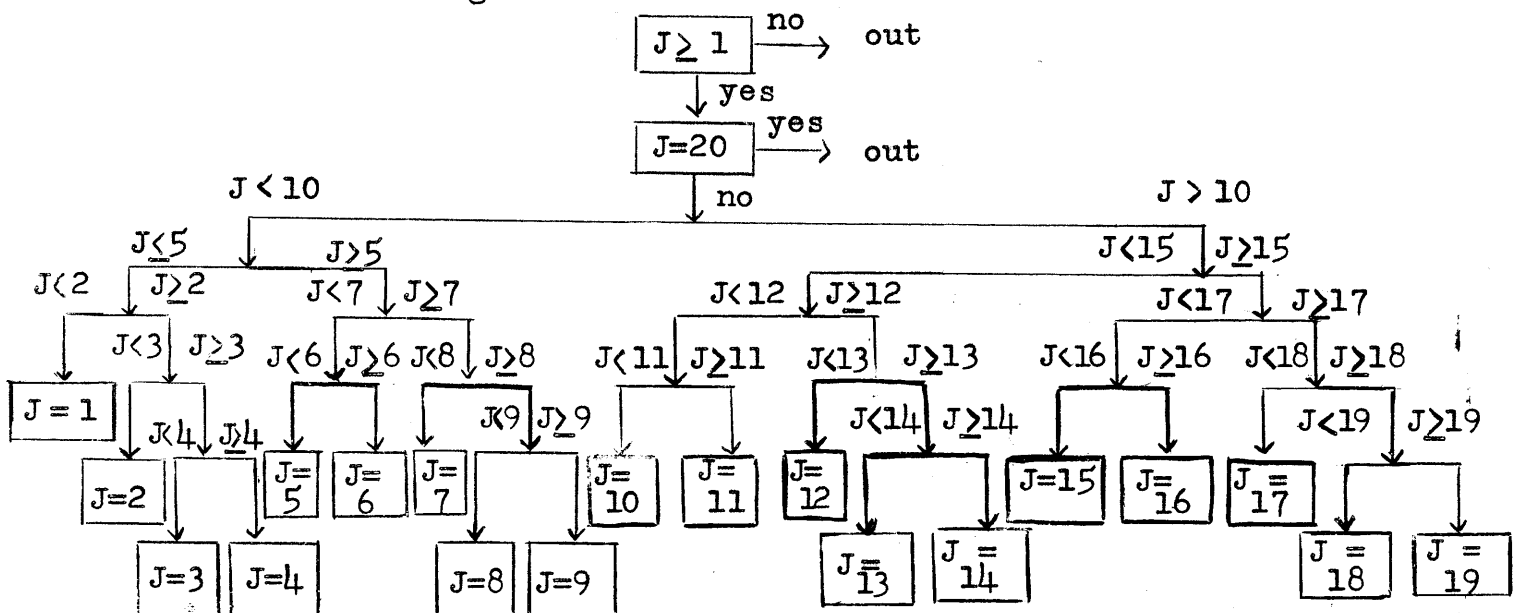 J ≥ 1 no out
yes
J=20 yes out
no
J < 10 J > 10
J≤5 J≥5 J<15 J≥15
J<2 J≥2 J<7 J≥7 J<12 J≥12 J<17 J≥17
J<3 J≥3 J<6 J≥6 J<8 J≥8 J<11 J≥11 J<13 J≥13 J<16 J≥16 J<18 J≥18
J = 1 J<4 J≥4 J<9 J≥9 J<14 J≥14 J<19 J≥19
J=2 J= 5 J= 6 J= 7 J= 10 J= 11 J= 12 J=15 J= 16 J = 17
J=3 J=4 J=8 J=9 J= 13 J = 14 J = 18 J = 19